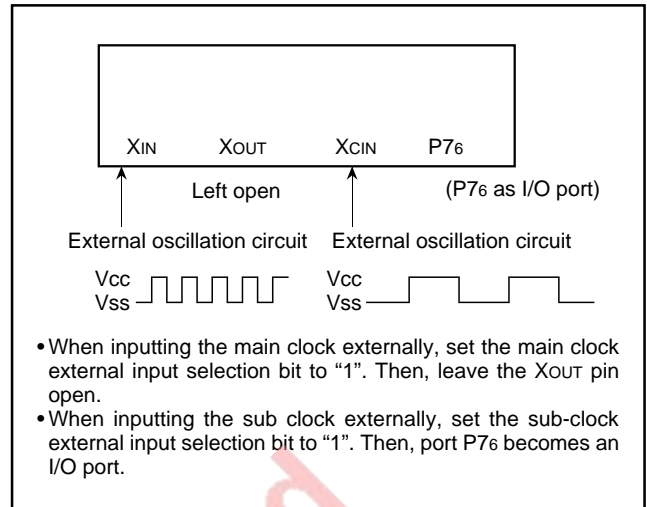 XIN XOUT XCIN P76
Left open (P76 as I/O port)
External oscillation circuit External oscillation circuit
Vcc Vcc
Vss Vss
•When inputting the main clock externally, set the main clock
external input selection bit to “1”. Then, leave the XOUT pin
open.
•When inputting the sub clock externally, set the sub-clock
external input selection bit to “1”. Then, port P76 becomes an
I/O port.